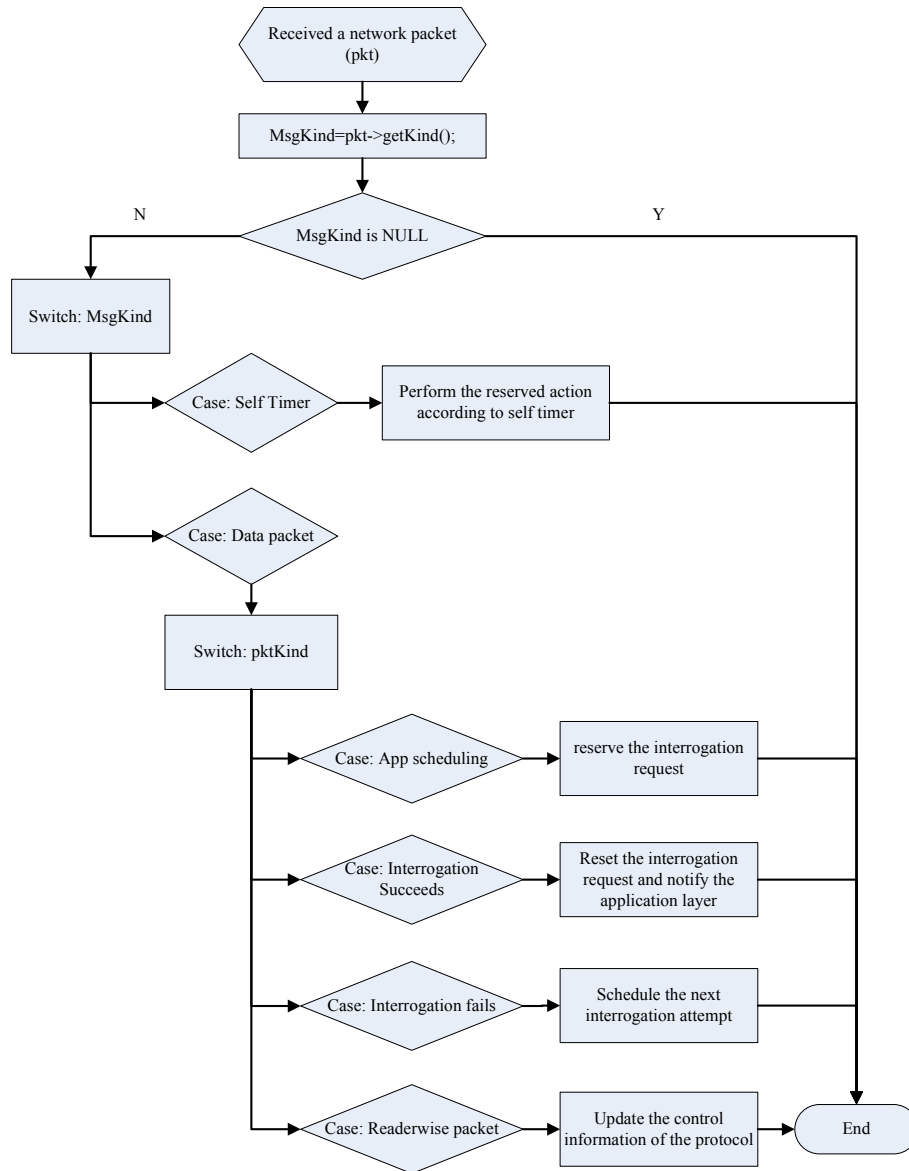 Received a network packet
(pkt)
MsgKind=pkt->getKind();
N
Y
MsgKind is NULL
Switch: MsgKind
Case: Self Timer
Perform the reserved action
according to self timer
Case: Data packet
Switch: pktKind
Case: App scheduling
reserve the interrogation
request
Case: Interrogation
Succeeds
Reset the interrogation
request and notify the
application layer
Case: Interrogation fails
Schedule the next
interrogation attempt
Case: Readerwise packet
Update the control
information of the protocol
End